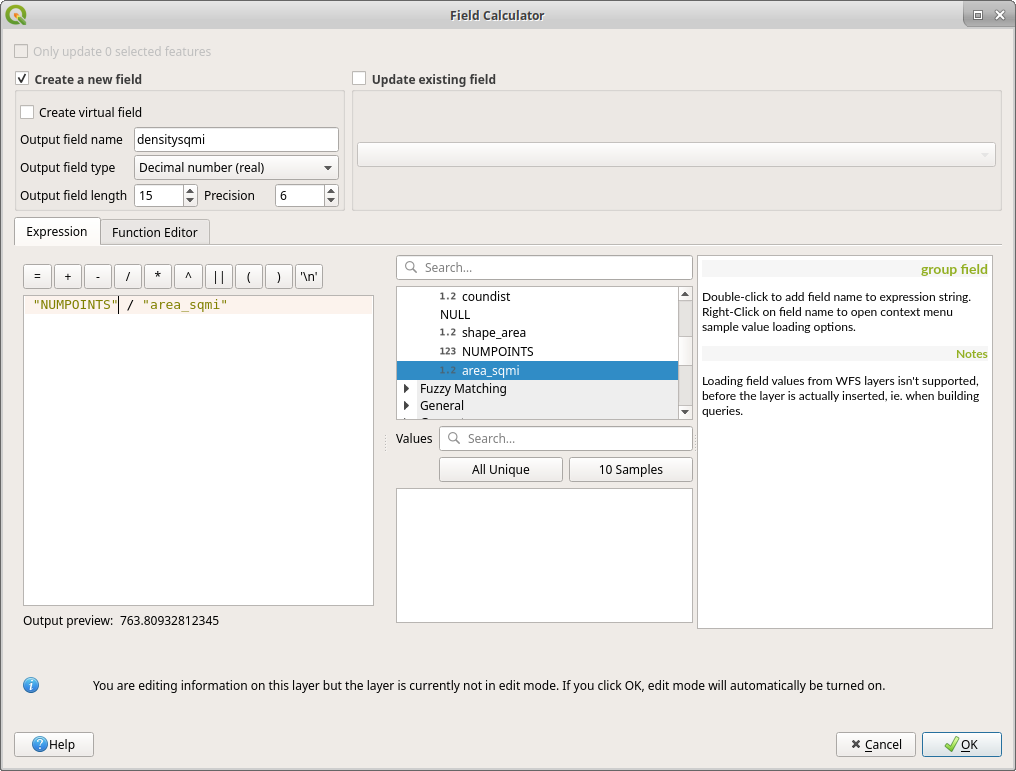 Field Calculator
Only update 0 selected features
Create a new field
Update existing field
Create virtual field
Output field name densitysqmi
Output field type Decimal number (real)
Output field length 15 Precision 6
Expression Function Editor
= + - / * ^ || ( ) '\n'
"NUMPOINTS" / "area_sqmi"
Output preview: 763.80932812345
Search...
1.2 coundist
NULL
1.2 shape_area
123 NUMPOINTS
1.2 area_sqmi
Fuzzy Matching
General
Values Search...
All Unique 10 Samples
group field
Double-click to add field name to expression string.
Right-Click on field name to open context menu
sample value loading options.
Notes
Loading field values from WFS layers isn't supported,
before the layer is actually inserted, ie. when building
queries.
You are editing information on this layer but the layer is currently not in edit mode. If you click OK, edit mode will automatically be turned on.
Help
Cancel
OK